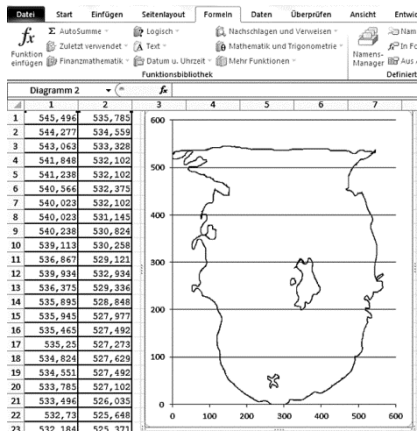 Datei Start Einfügen Seitenlayout Formeln Daten Überprüfen Ansicht Entwic
fx Σ AutoSumme Logisch Nachschlagen und Verweisen Nam
Funktion einfügen Zuletzt verwendet Text Mathematik und Trigonometrie Namens-Manager In Fo
Finanzmathematik Datum u. Uhrzeit Mehr Funktionen
Funktionsbibliothek Definiert
Diagramm 2 fx
1 2 3 4 5 6 7
1 545,496 535,785
2 544,277 534,559
3 543,063 533,328
4 541,848 532,102
5 541,238 532,102
6 540,566 532,375
7 540,023 532,102
8 540,023 531,145
9 540,238 530,824
10 539,113 530,258
11 536,867 529,121
12 539,934 532,934
13 536,375 529,336
14 535,895 528,848
15 535,945 527,977
16 535,465 527,492
17 535,25 527,273
18 534,824 527,629
19 534,551 527,492
20 533,785 527,102
21 533,496 526,035
22 532,73 525,648
23 532,184 525,371
600
500
400
300
200
100
0
0 100 200 300 400 500 600